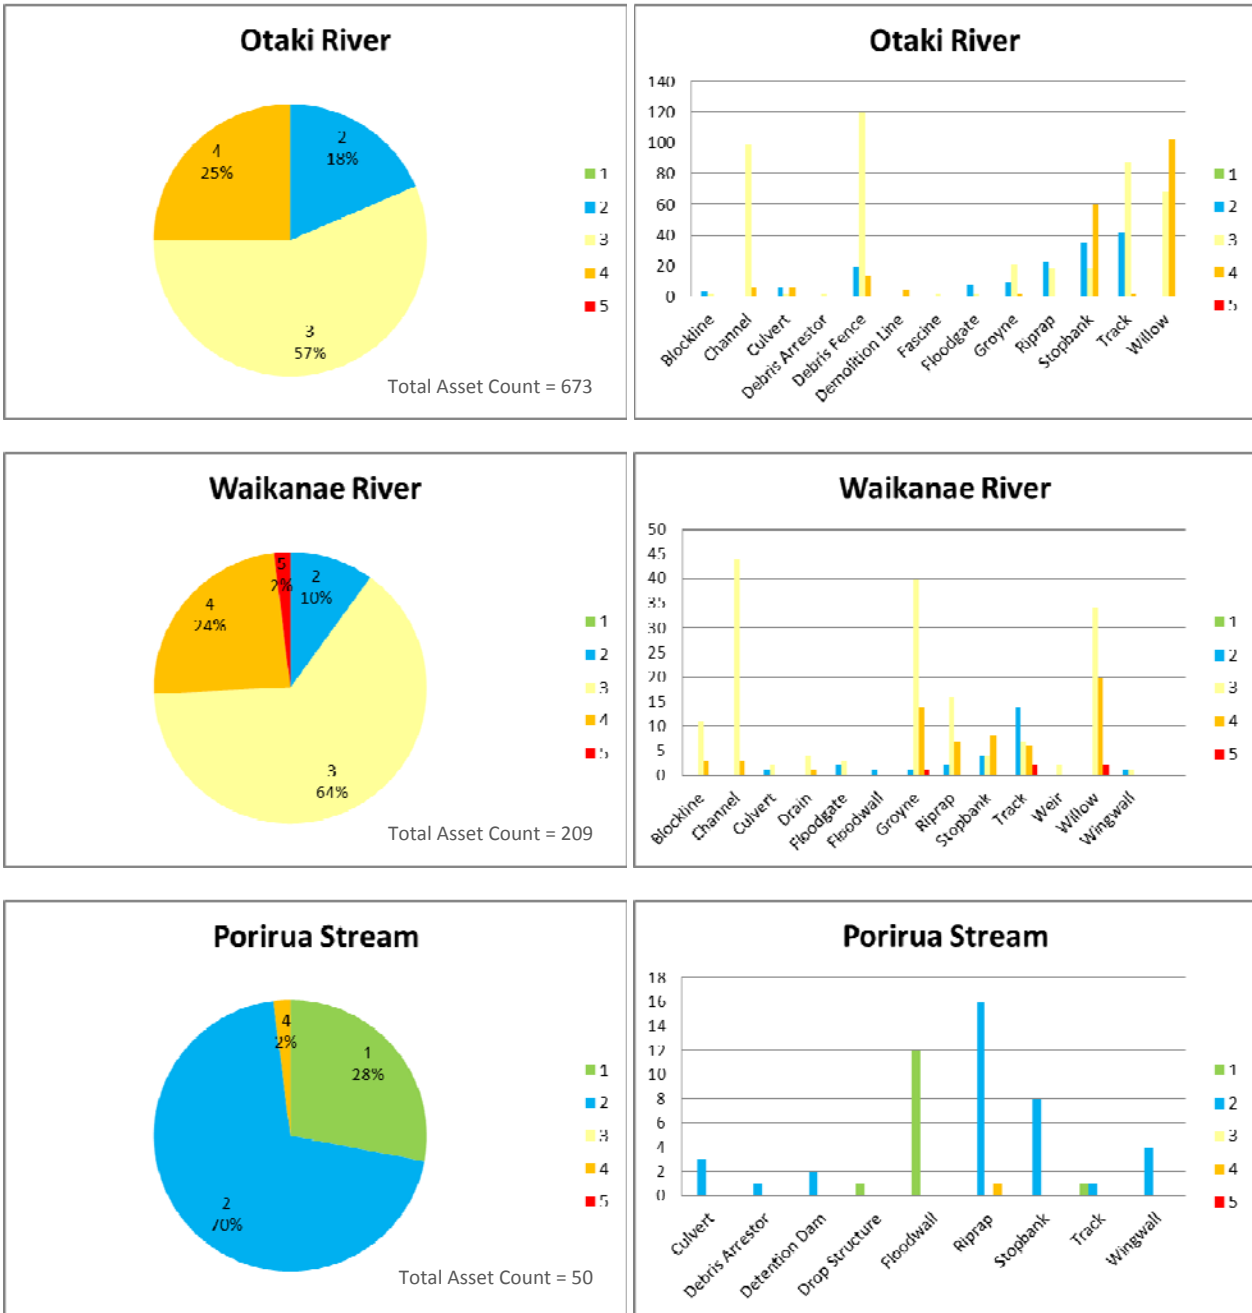 Otaki River
4
25%
2
18%
3
57%
1
2
3
4
5
Total Asset Count = 673
Otaki River
140
120
100
80
60
40
20
0
Blockline
Channel
Culvert
Debris Arrestor
Debris Fence
Demolition Line
Fascine
Floodgate
Groyne
Riprap
Stopbank
Track
Willow
1
2
3
4
5
Waikanae River
5
2%
2
10%
4
24%
3
64%
1
2
3
4
5
Total Asset Count = 209
Waikanae River
50
45
40
35
30
25
20
15
10
5
0
Blockline
Channel
Culvert
Drain
Floodgate
Floodwall
Groyne
Riprap
Stopbank
Track
Weir
Willow
Wingwall
1
2
3
4
5
Porirua Stream
4
2%
1
28%
2
70%
1
2
3
4
5
Total Asset Count = 50
Porirua Stream
18
16
14
12
10
8
6
4
2
0
Culvert
Debris Arrestor
Detention Dam
Drop Structure
Floodwall
Riprap
Stopbank
Track
Wingwall
1
2
3
4
5